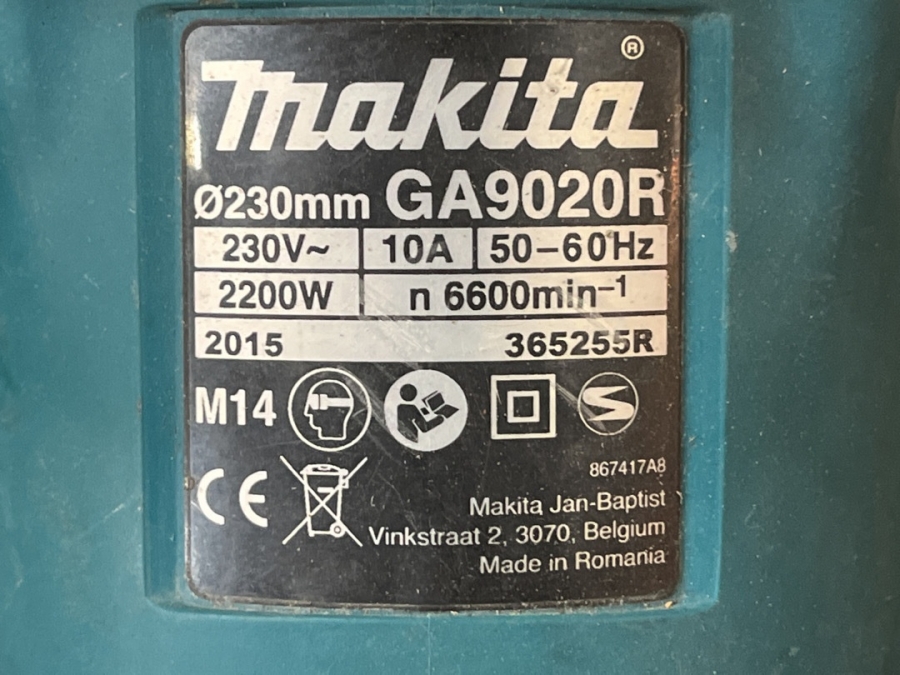 makita®
Ø230mm GA9020R
230V~ 10A 50–60Hz
2200W n 6600min–1
2015 365255R
M14
867417A8
CE
Makita Jan-Baptist
Vinkstraat 2, 3070, Belgium
Made in Romania